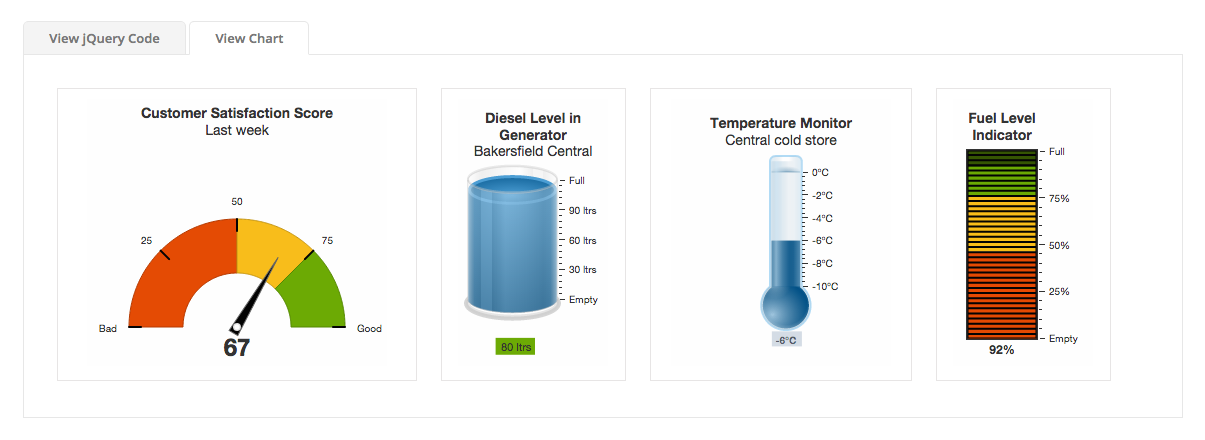 View jQuery Code
View Chart
Customer Satisfaction Score
Last week
50
25
75
Bad
Good
67
Diesel Level in
Generator
Bakersfield Central
Full
90 ltrs
60 ltrs
30 ltrs
Empty
80 ltrs
Temperature Monitor
Central cold store
0°C
-2°C
-4°C
-6°C
-8°C
-10°C
-6°C
Fuel Level
Indicator
Full
75%
50%
25%
Empty
92%